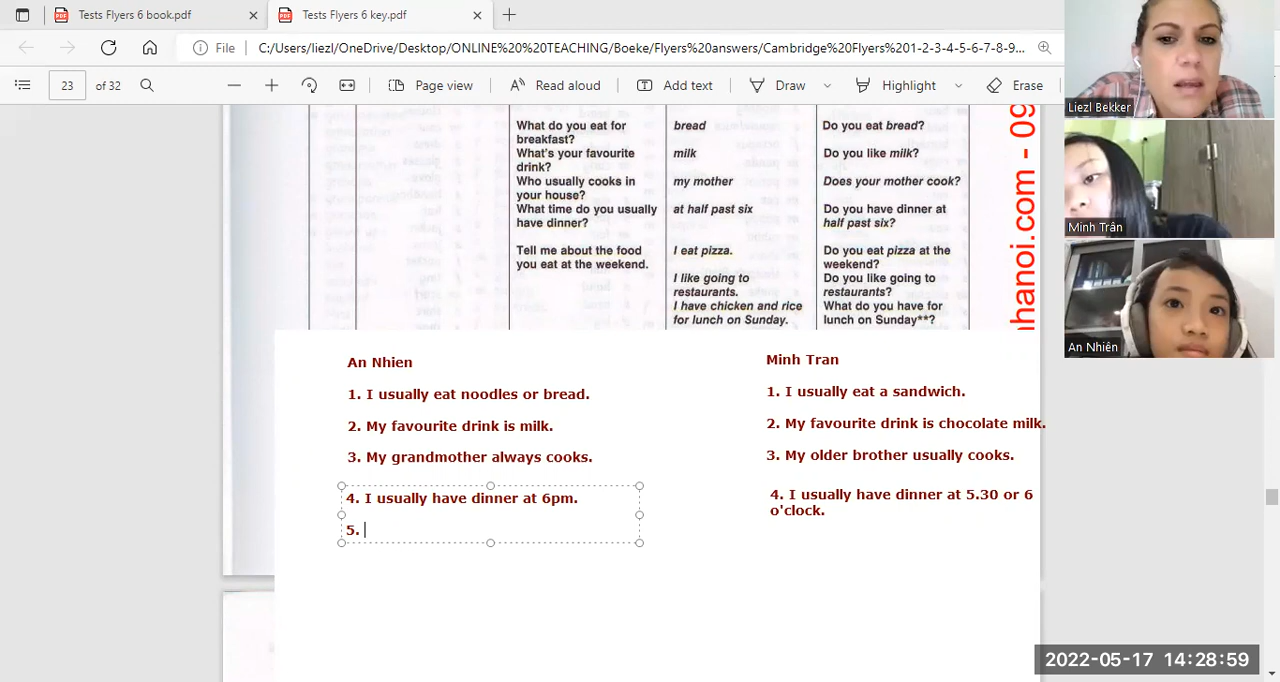 Tests Flyers 6 book.pdf
Tests Flyers 6 key.pdf
File
C:/Users/liezl/OneDrive/Desktop/ONLINE%20%20TEACHING/Boeke/Flyers%20answers/Cambridge%20Flyers%201-2-3-4-5-6-7-8-9...
23
of 32
Page view
Read aloud
Add text
Draw
Highlight
Erase
What do you eat for
breakfast?
What's your favourite
drink?
Who usually cooks in
your house?
What time do you usually
have dinner?
Tell me about the food
you eat at the weekend.
bread
milk
my mother
at half past six
I eat pizza.
I like going to
restaurants.
I have chicken and rice
for lunch on Sunday.
Do you eat bread?
Do you like milk?
Does your mother cook?
Do you have dinner at
half past six?
Do you eat pizza at the
weekend?
Do you like going to
restaurants?
What do you have for
lunch on Sunday**?
hanoi.com - 09
An Nhien
1. I usually eat noodles or bread.
2. My favourite drink is milk.
3. My grandmother always cooks.
4. I usually have dinner at 6pm.
5.
Minh Tran
1. I usually eat a sandwich.
2. My favourite drink is chocolate milk.
3. My older brother usually cooks.
4. I usually have dinner at 5.30 or 6
o'clock.
Liezl Bekker
Minh Trân
An Nhiên
2022-05-17 14:28:59